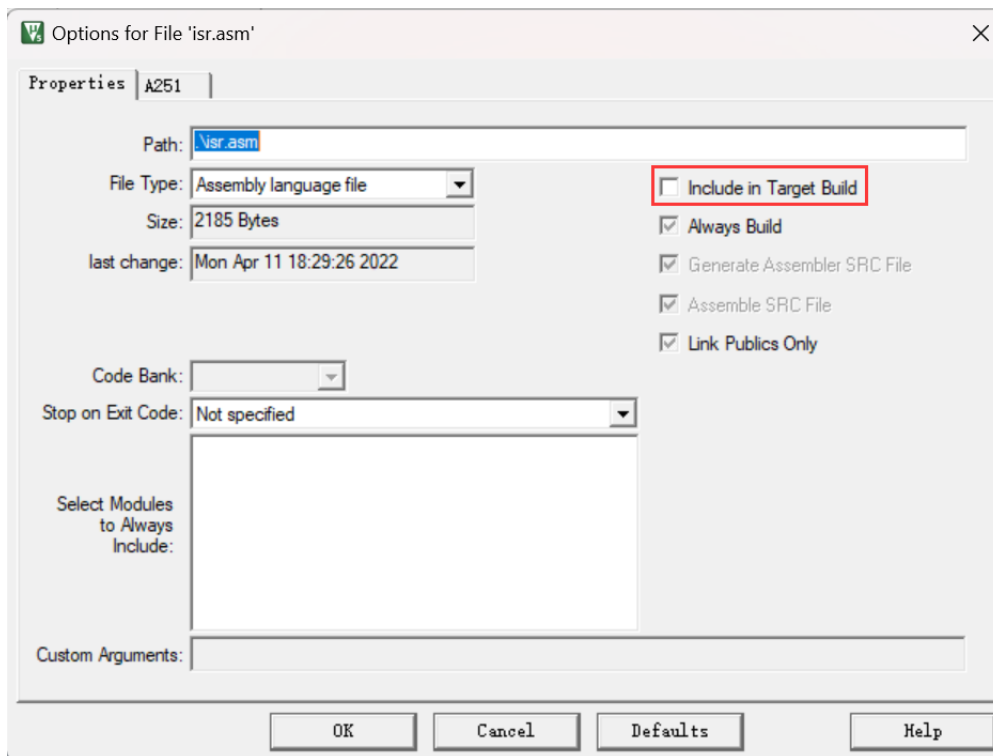 Options for File 'isr.asm'
Properties
A251
Path: .\isr.asm
File Type: Assembly language file
Include in Target Build
Size: 2185 Bytes
Always Build
last change: Mon Apr 11 18:29:26 2022
Generate Assembler SRC File
Assemble SRC File
Link Publics Only
Code Bank:
Stop on Exit Code: Not specified
Select Modules
to Always
Include:
Custom Arguments:
OK
Cancel
Defaults
Help